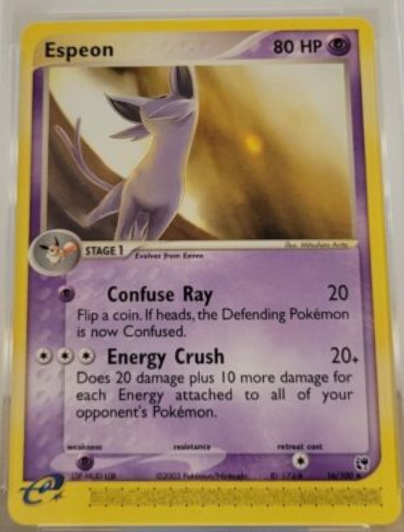 Espeon
80 HP
STAGE 1
Evolves from Eevee
Illus. Mitsuhiro Arita
Confuse Ray 20
Flip a coin. If heads, the Defending Pokémon
is now Confused.
Energy Crush 20+
Does 20 damage plus 10 more damage for
each Energy attached to all of your
opponent's Pokémon.
weakness resistance retreat cost
©2003 Pokémon/Nintendo
16/100
e